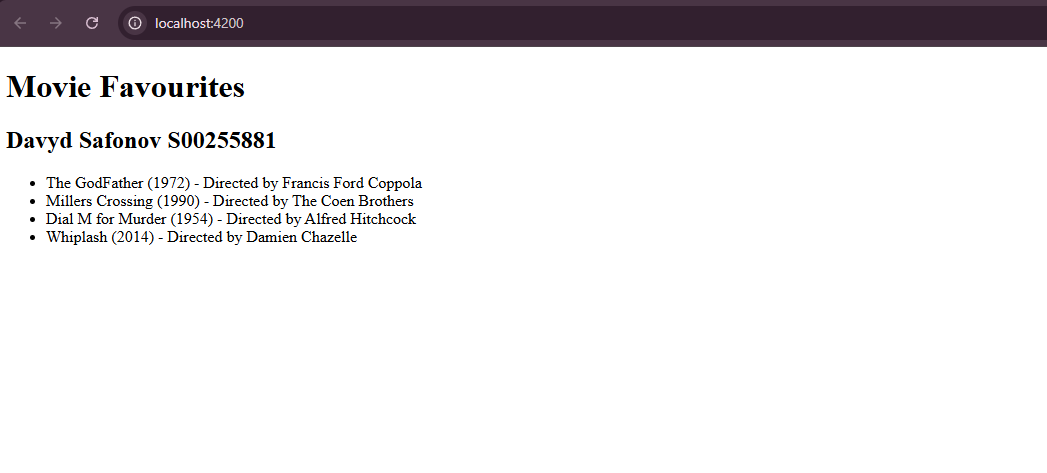 localhost:4200
Movie Favourites
Davyd Safonov S00255881
The GodFather (1972) - Directed by Francis Ford Coppola
Millers Crossing (1990) - Directed by The Coen Brothers
Dial M for Murder (1954) - Directed by Alfred Hitchcock
Whiplash (2014) - Directed by Damien Chazelle